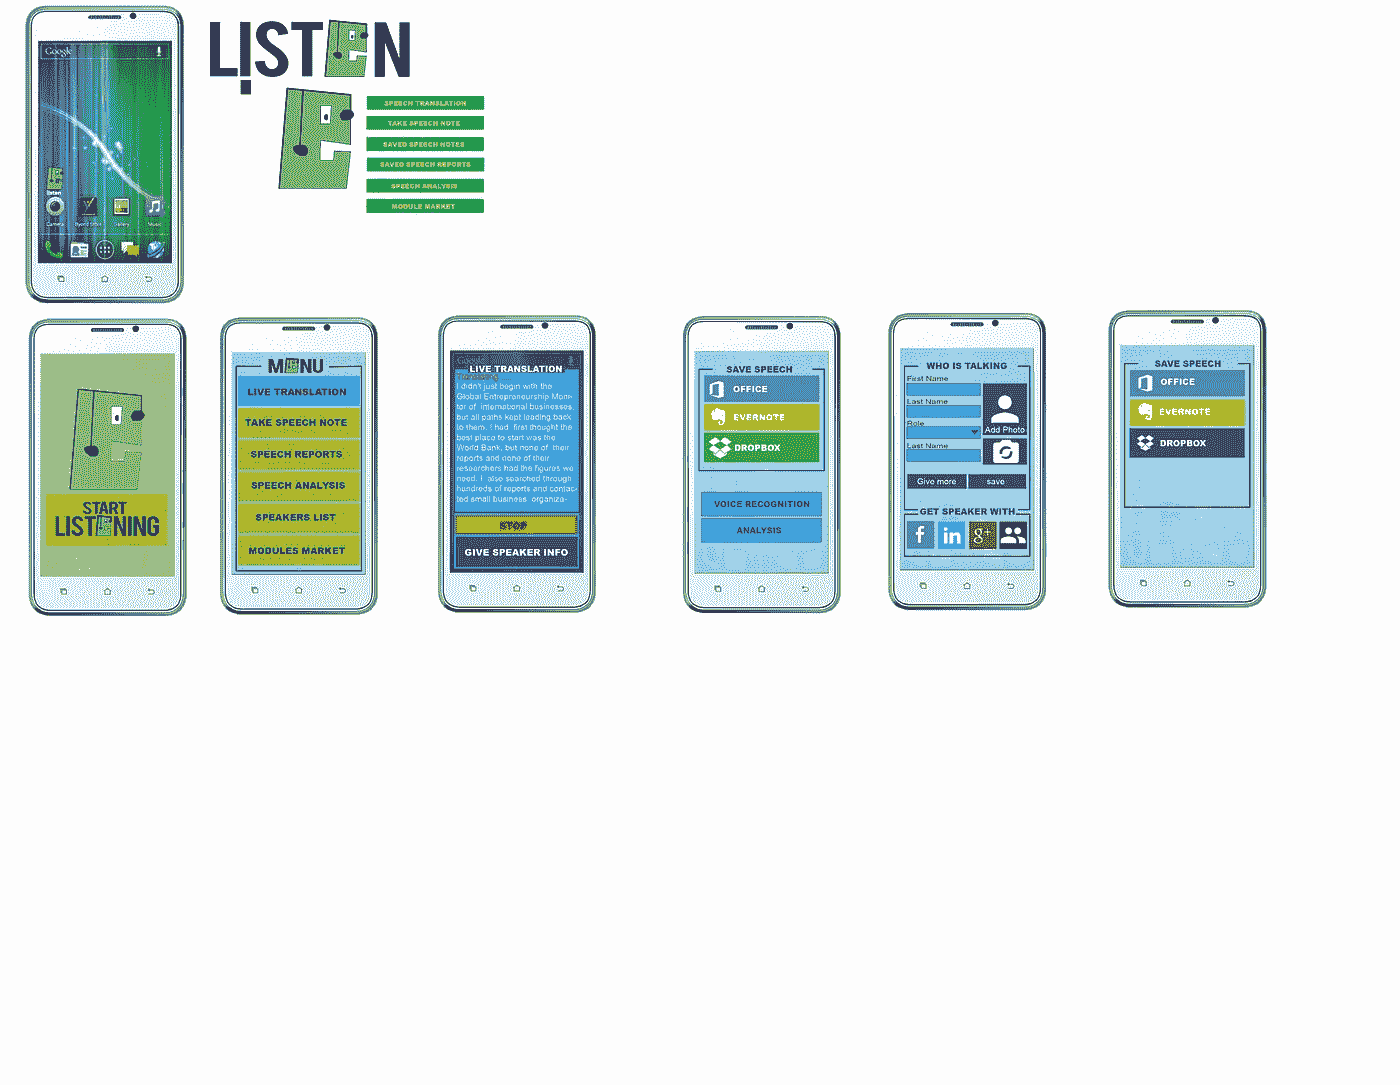 Google
listen
Camera
Gallery
Music
LISTEN
SPEECH TRANSLATION
TAKE SPEECH NOTE
SAVED SPEECH NOTES
SAVED SPEECH REPORTS
SPEECH ANALYSIS
MODULE MARKET
START
LISTENING
MENU
LIVE TRANSLATION
TAKE SPEECH NOTE
SPEECH REPORTS
SPEECH ANALYSIS
SPEAKERS LIST
MODULES MARKET
Google
LIVE TRANSLATION
I didn't just begin with the
Global Entrepreneurship Moni-
tor of international businesses,
but all paths kept leading back
to them. I had first thought the
best place to start was the
World Bank, but none of their
reports and none of their
researchers had the figures we
need. I also searched through
hundreds of reports and contac-
ted small business organiza-
STOP
GIVE SPEAKER INFO
SAVE SPEECH
OFFICE
EVERNOTE
DROPBOX
VOICE RECOGNITION
ANALYSIS
WHO IS TALKING
First Name
Last Name
Role
Last Name
Add Photo
Give more
save
GET SPEAKER WITH
f
in
g+
SAVE SPEECH
OFFICE
EVERNOTE
DROPBOX